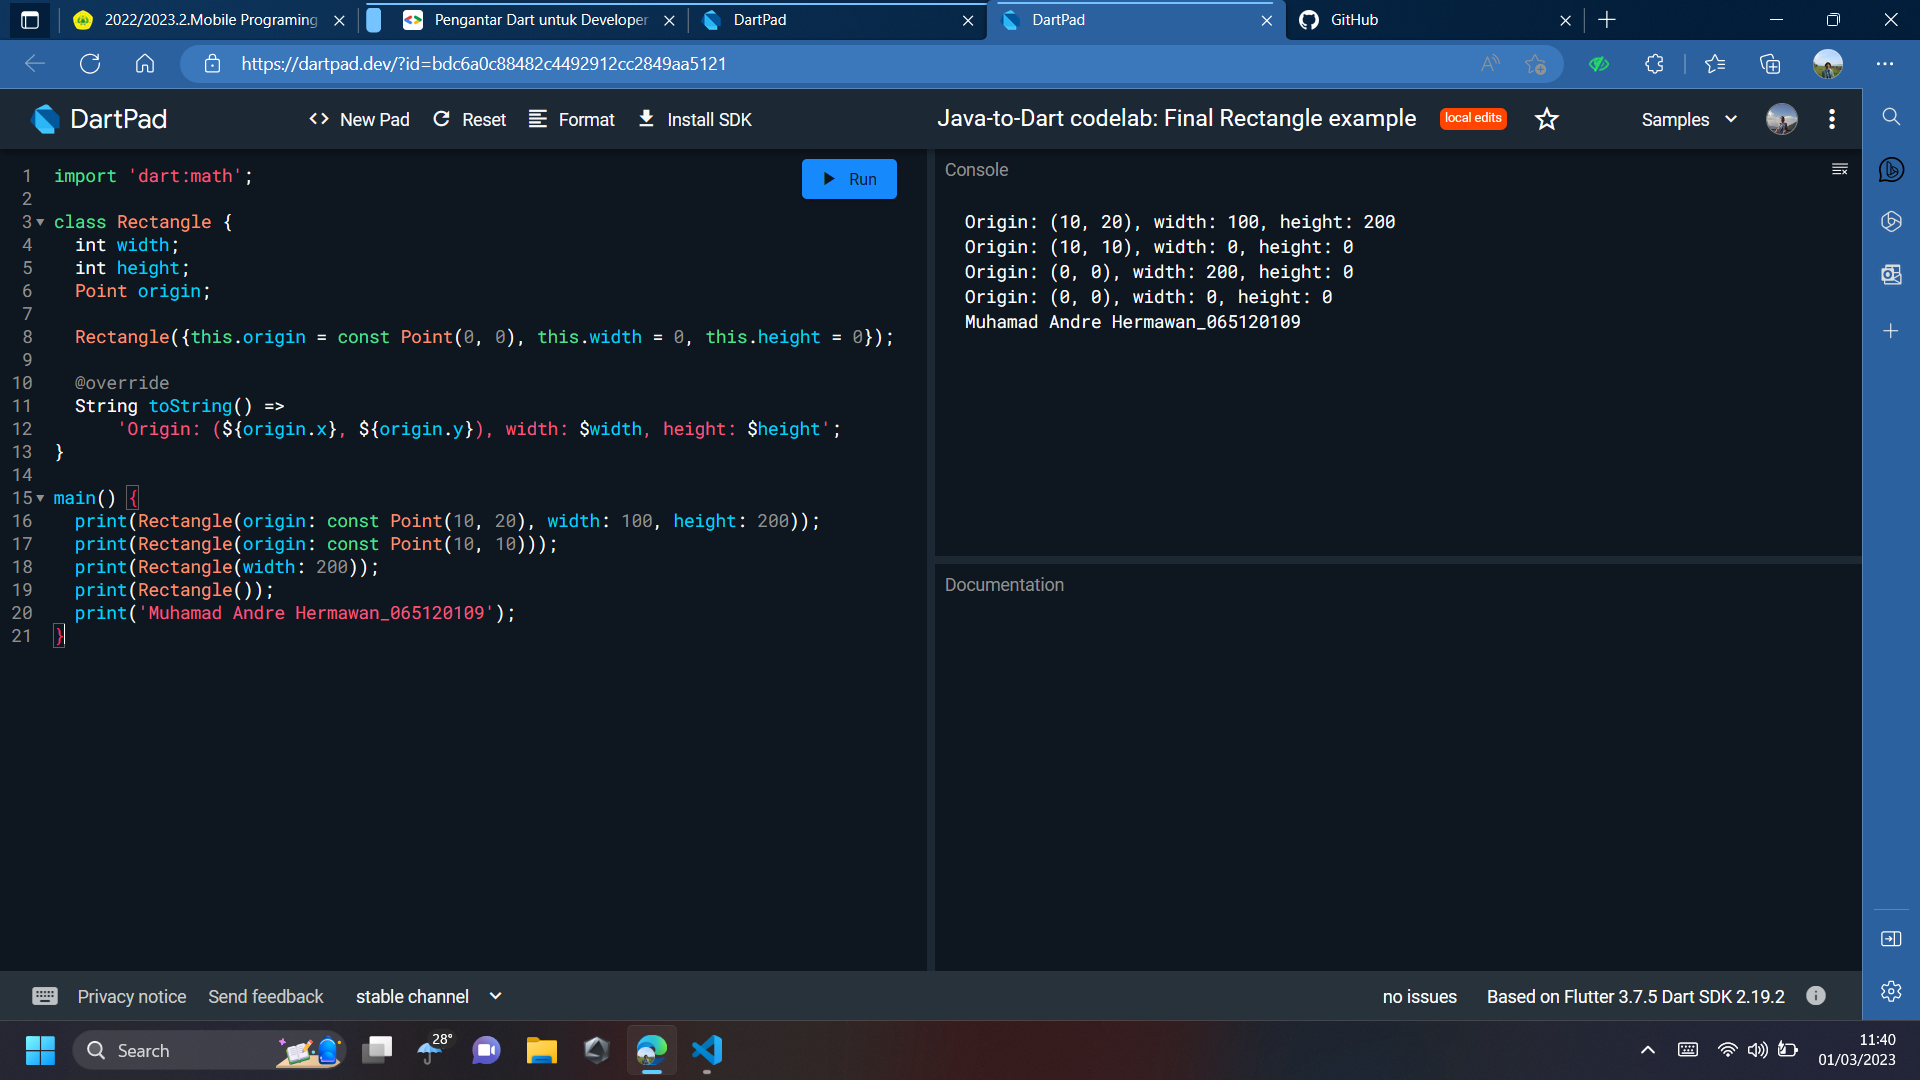 2022/2023.2.Mobile Programing
Pengantar Dart untuk Developer
DartPad
DartPad
GitHub
https://dartpad.dev/?id=bdc6a0c88482c4492912cc2849aa5121
DartPad
<> New Pad
Reset
Format
Install SDK
Java-to-Dart codelab: Final Rectangle example
local edits
Samples
1 import 'dart:math';
2
3 class Rectangle {
4 int width;
5 int height;
6 Point origin;
7
8 Rectangle({this.origin = const Point(0, 0), this.width = 0, this.height = 0});
9
10 @override
11 String toString() =>
12 'Origin: (${origin.x}, ${origin.y}), width: $width, height: $height';
13 }
14
15 main() {
16 print(Rectangle(origin: const Point(10, 20), width: 100, height: 200));
17 print(Rectangle(origin: const Point(10, 10)));
18 print(Rectangle(width: 200));
19 print(Rectangle());
20 print('Muhamad Andre Hermawan_065120109');
21 }
Run
Console
Origin: (10, 20), width: 100, height: 200
Origin: (10, 10), width: 0, height: 0
Origin: (0, 0), width: 200, height: 0
Origin: (0, 0), width: 0, height: 0
Muhamad Andre Hermawan_065120109
Documentation
Privacy notice
Send feedback
stable channel
no issues
Based on Flutter 3.7.5 Dart SDK 2.19.2
Search
28°
11:40
01/03/2023